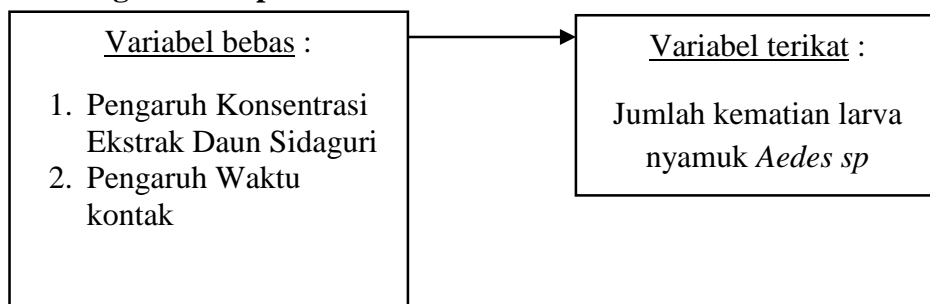 Variabel bebas :
1. Pengaruh Konsentrasi
Ekstrak Daun Sidaguri
2. Pengaruh Waktu
kontak
Variabel terikat :
Jumlah kematian larva
nyamuk Aedes sp